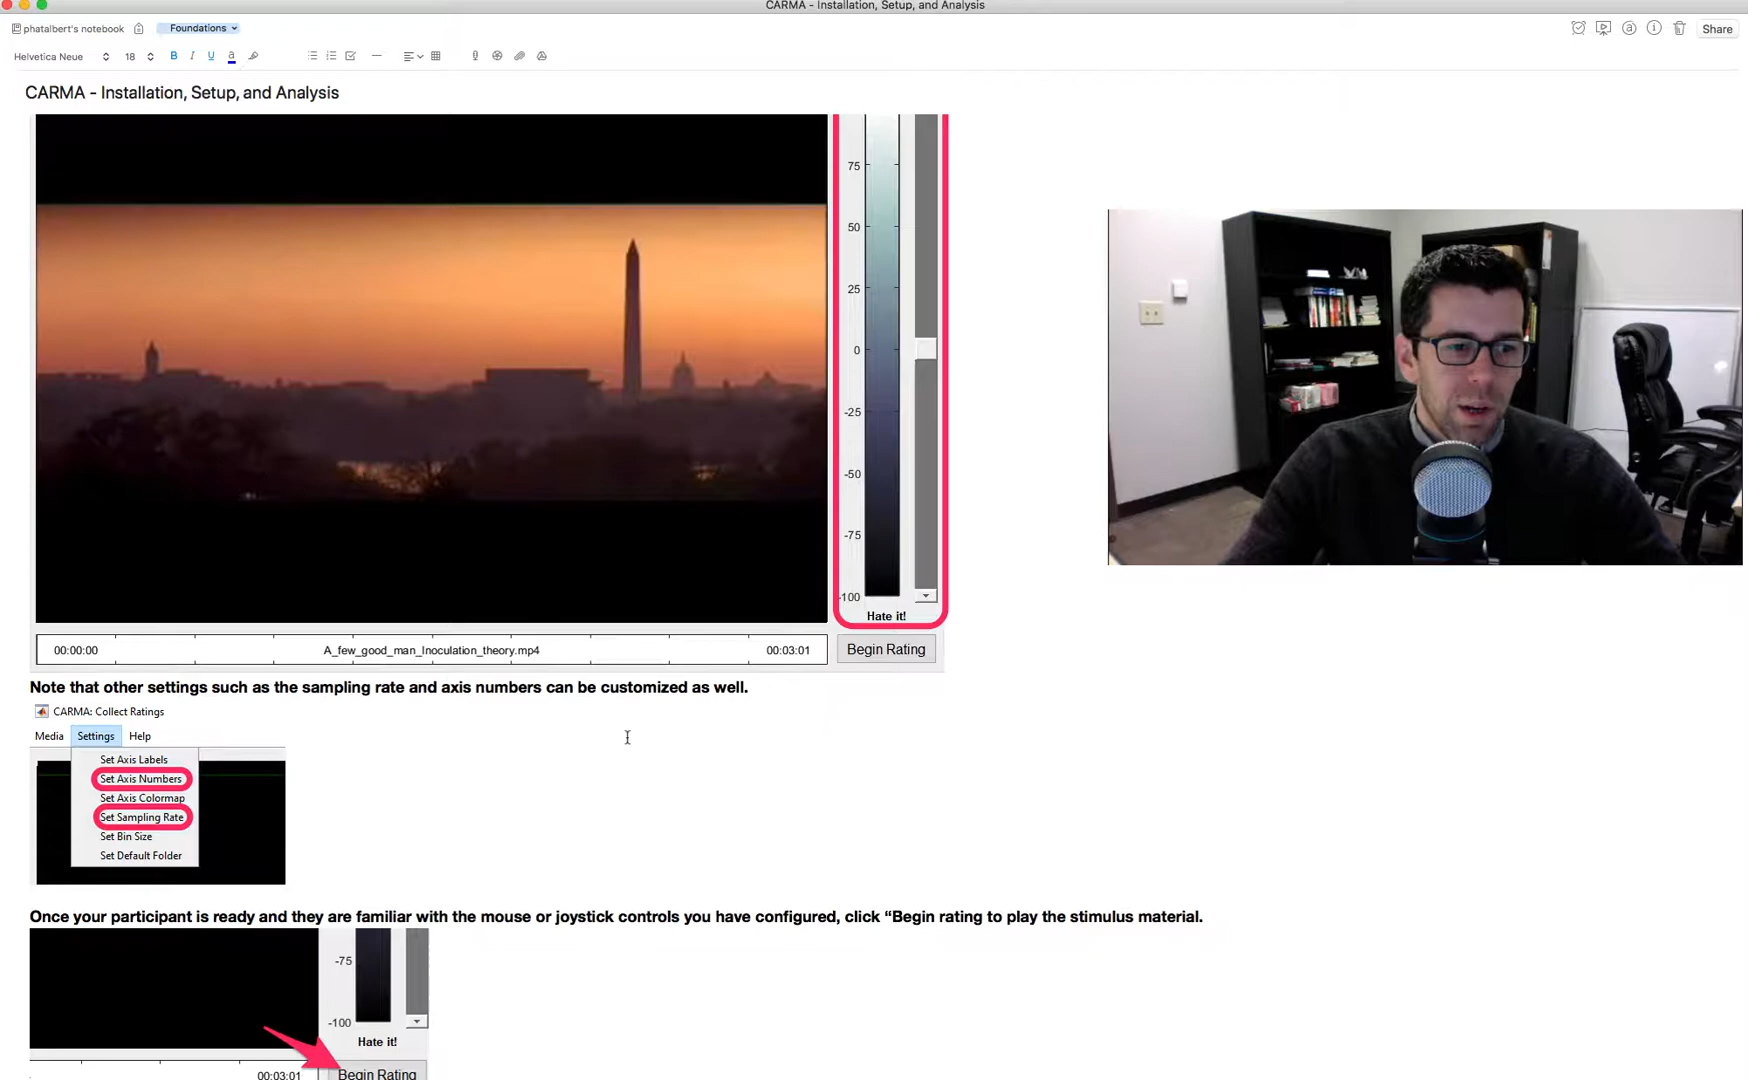 CARMA - Installation, Setup, and Analysis
phatalbert's notebook
Foundations
Share
Helvetica Neue
18
B I U a
CARMA - Installation, Setup, and Analysis
75
50
25
0
-25
-50
-75
-100
Hate it!
00:00:00
A_few_good_man_Inoculation_theory.mp4
00:03:01
Begin Rating
Note that other settings such as the sampling rate and axis numbers can be customized as well.
CARMA: Collect Ratings
Media Settings Help
Set Axis Labels
Set Axis Numbers
Set Axis Colormap
Set Sampling Rate
Set Bin Size
Set Default Folder
Once your participant is ready and they are familiar with the mouse or joystick controls you have configured, click “Begin rating to play the stimulus material.
-75
-100
Hate it!
00:03:01
Begin Rating